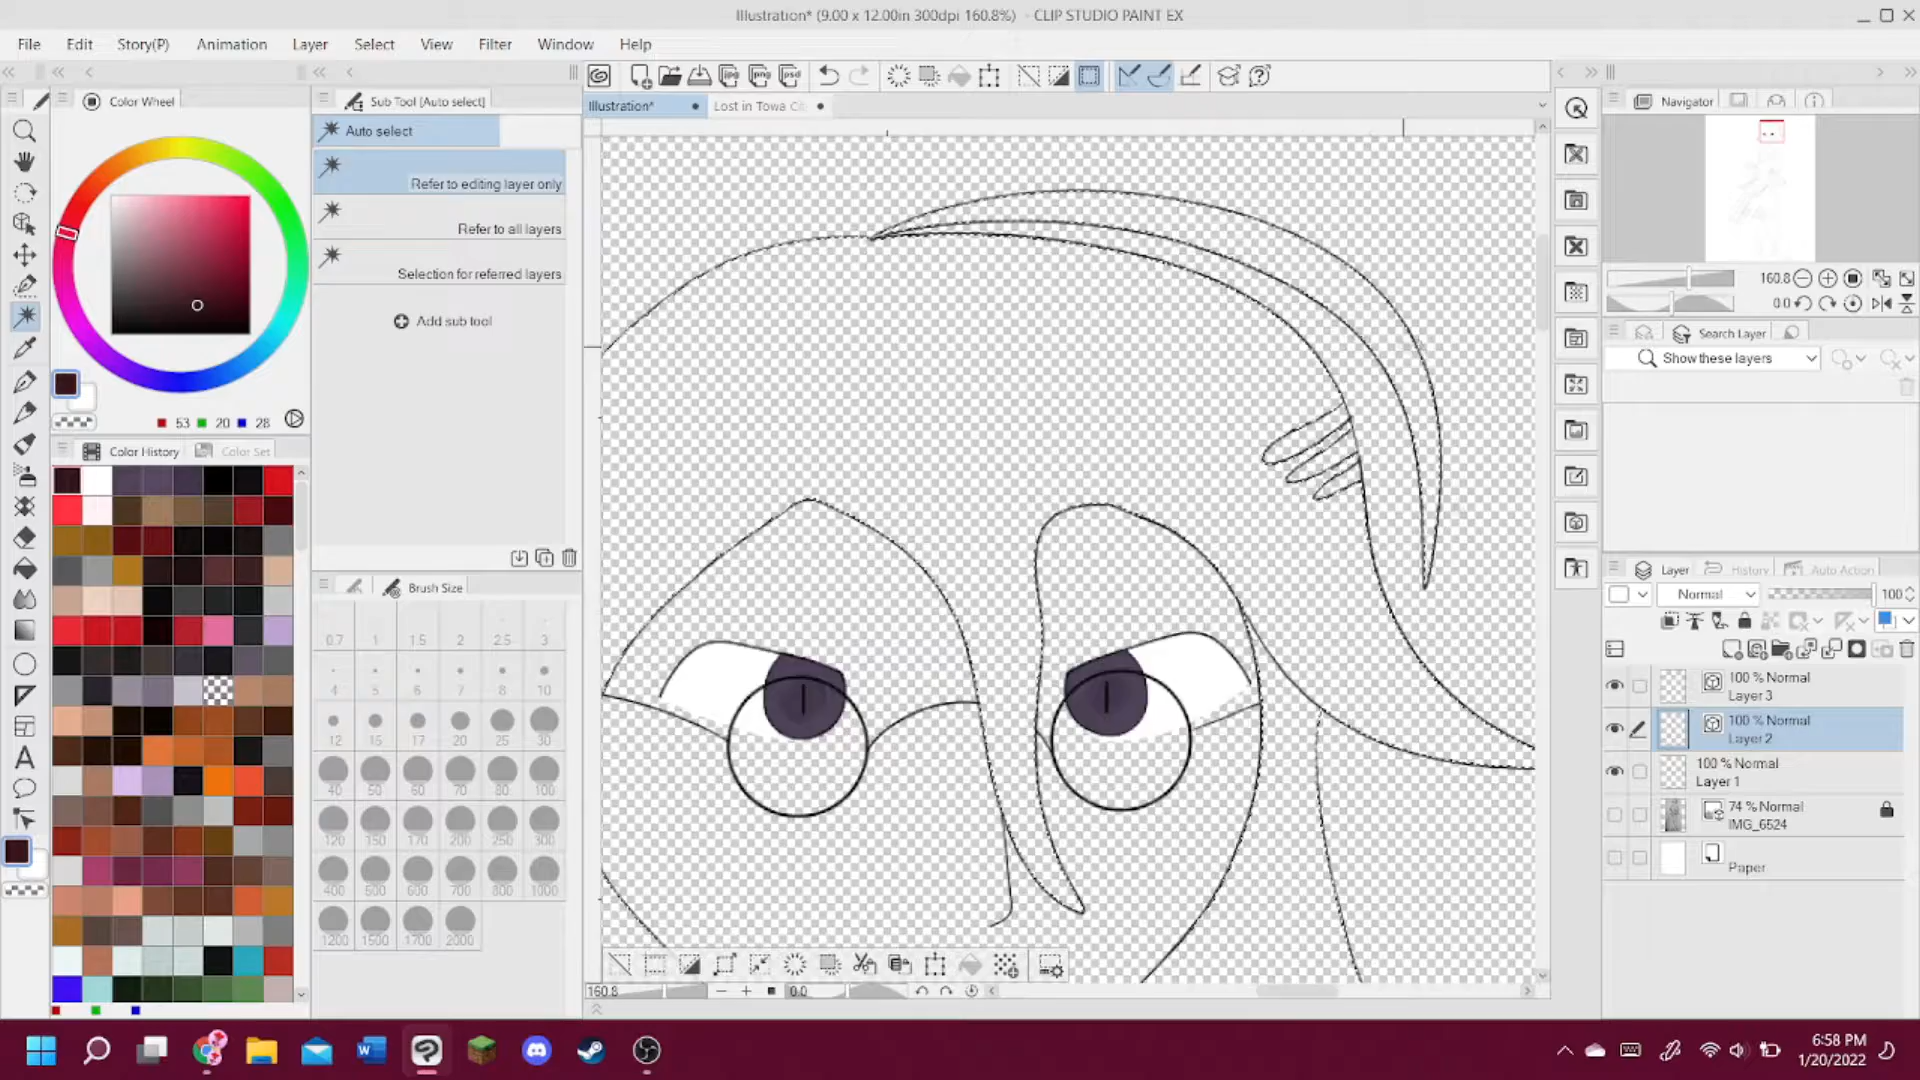 Illustration* (9.00 x 12.00in 300dpi 160.8%) - CLIP STUDIO PAINT EX
File Edit Story(P) Animation Layer Select View Filter Window Help
Color Wheel
Sub Tool [Auto select]
Auto select
Refer to editing layer only
Refer to all layers
Selection for referred layers
Add sub tool
53 20 28
Color History Color Set
Brush Size
0.7 1 1.5 2 2.5 3
4 5 6 7 8 10
12 15 17 20 25 30
40 50 60 70 80 100
120 150 170 200 250 300
400 500 600 700 800 1000
1200 1500 1700 2000
Illustration* Lost in Towa Ci
160.8 0.0
Navigator
160.8
0.0
Search Layer
Show these layers
Layer History Auto Action
Normal 100
100 % Normal
Layer 3
100 % Normal
Layer 2
100 % Normal
Layer 1
74 % Normal
IMG_6524
Paper
6:58 PM
1/20/2022